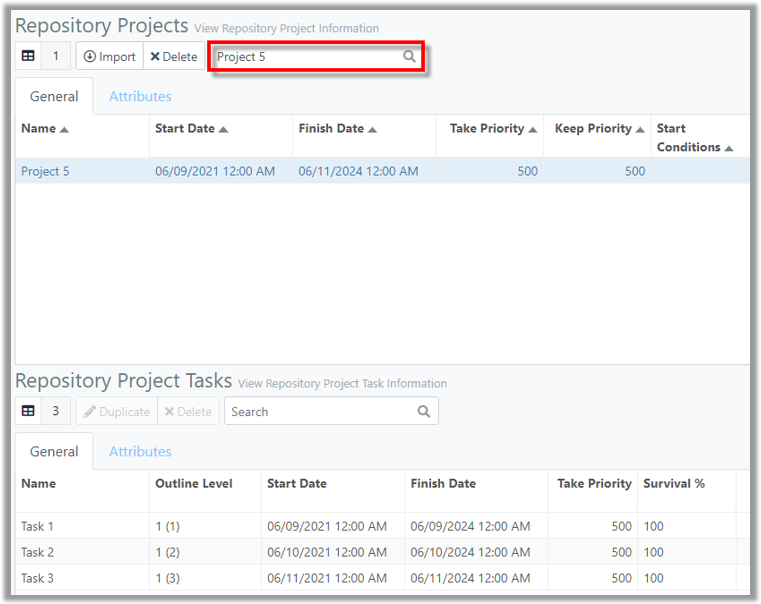 Repository Projects View Repository Project Information
1 Import Delete Project 5
General Attributes
Name Start Date Finish Date Take Priority Keep Priority Start Conditions
Project 5 06/09/2021 12:00 AM 06/11/2024 12:00 AM 500 500
Repository Project Tasks View Repository Project Task Information
3 Duplicate Delete Search
General Attributes
Name Outline Level Start Date Finish Date Take Priority Survival %
Task 1 1 (1) 06/09/2021 12:00 AM 06/09/2024 12:00 AM 500 100
Task 2 1 (2) 06/10/2021 12:00 AM 06/10/2024 12:00 AM 500 100
Task 3 1 (3) 06/11/2021 12:00 AM 06/11/2024 12:00 AM 500 100